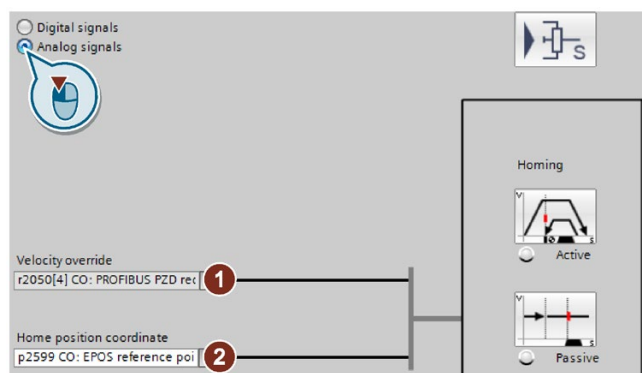 Digital signals
Analog signals
S
Homing
V
S
Active
Velocity override
r2050[4] CO: PROFIBUS PZD rec
1
Home position coordinate
p2599 CO: EPOS reference poi
2
V
S
Passive